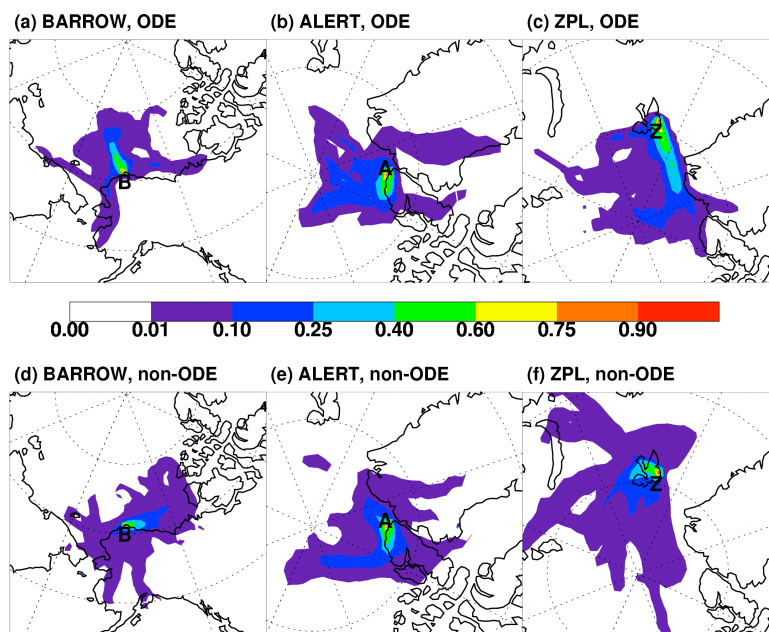 (a) BARROW, ODE (b) ALERT, ODE (c) ZPL, ODE
B A Z
0.00 0.01 0.10 0.25 0.40 0.60 0.75 0.90
(d) BARROW, non-ODE (e) ALERT, non-ODE (f) ZPL, non-ODE
B A Z